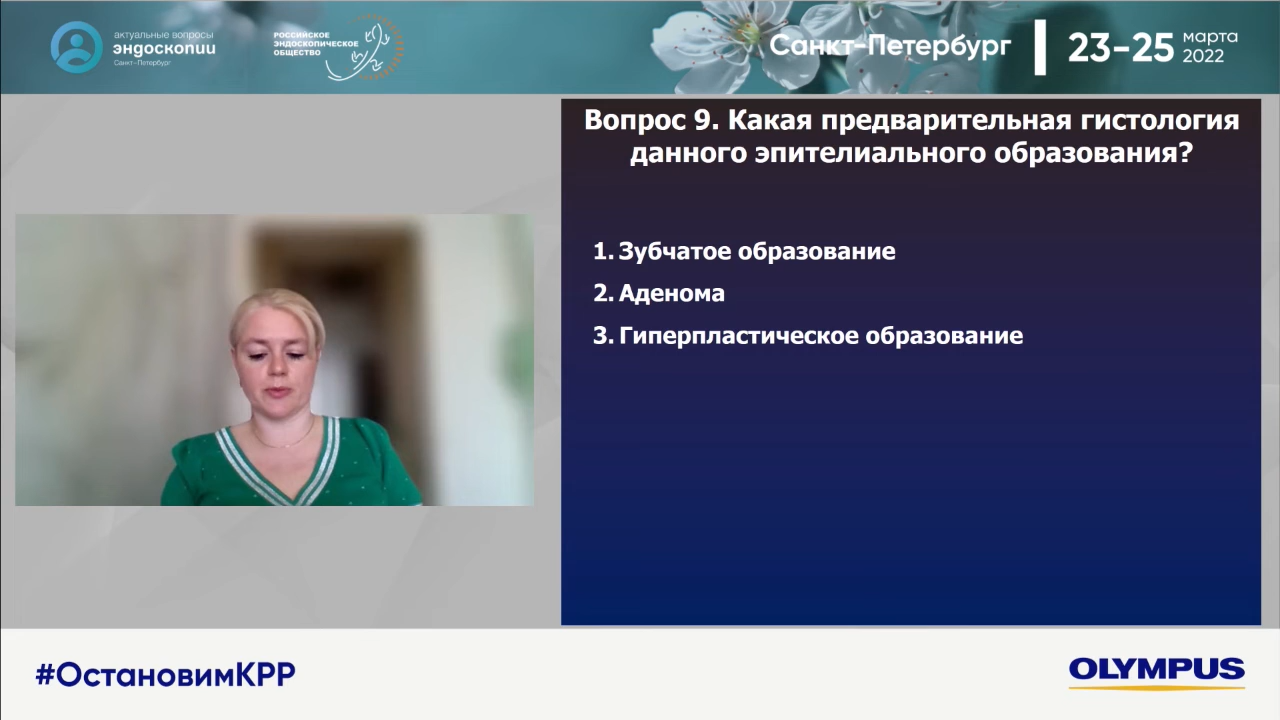 актуальные вопросы
эндоскопии
Санкт-Петербург
РОССИЙСКОЕ
ЭНДОСКОПИЧЕСКОЕ
ОБЩЕСТВО
Санкт-Петербург
23-25 марта
2022
Вопрос 9. Какая предварительная гистология
данного эпителиального образования?
1. Зубчатое образование
2. Аденома
3. Гиперпластическое образование
#ОстановимКРР
OLYMPUS